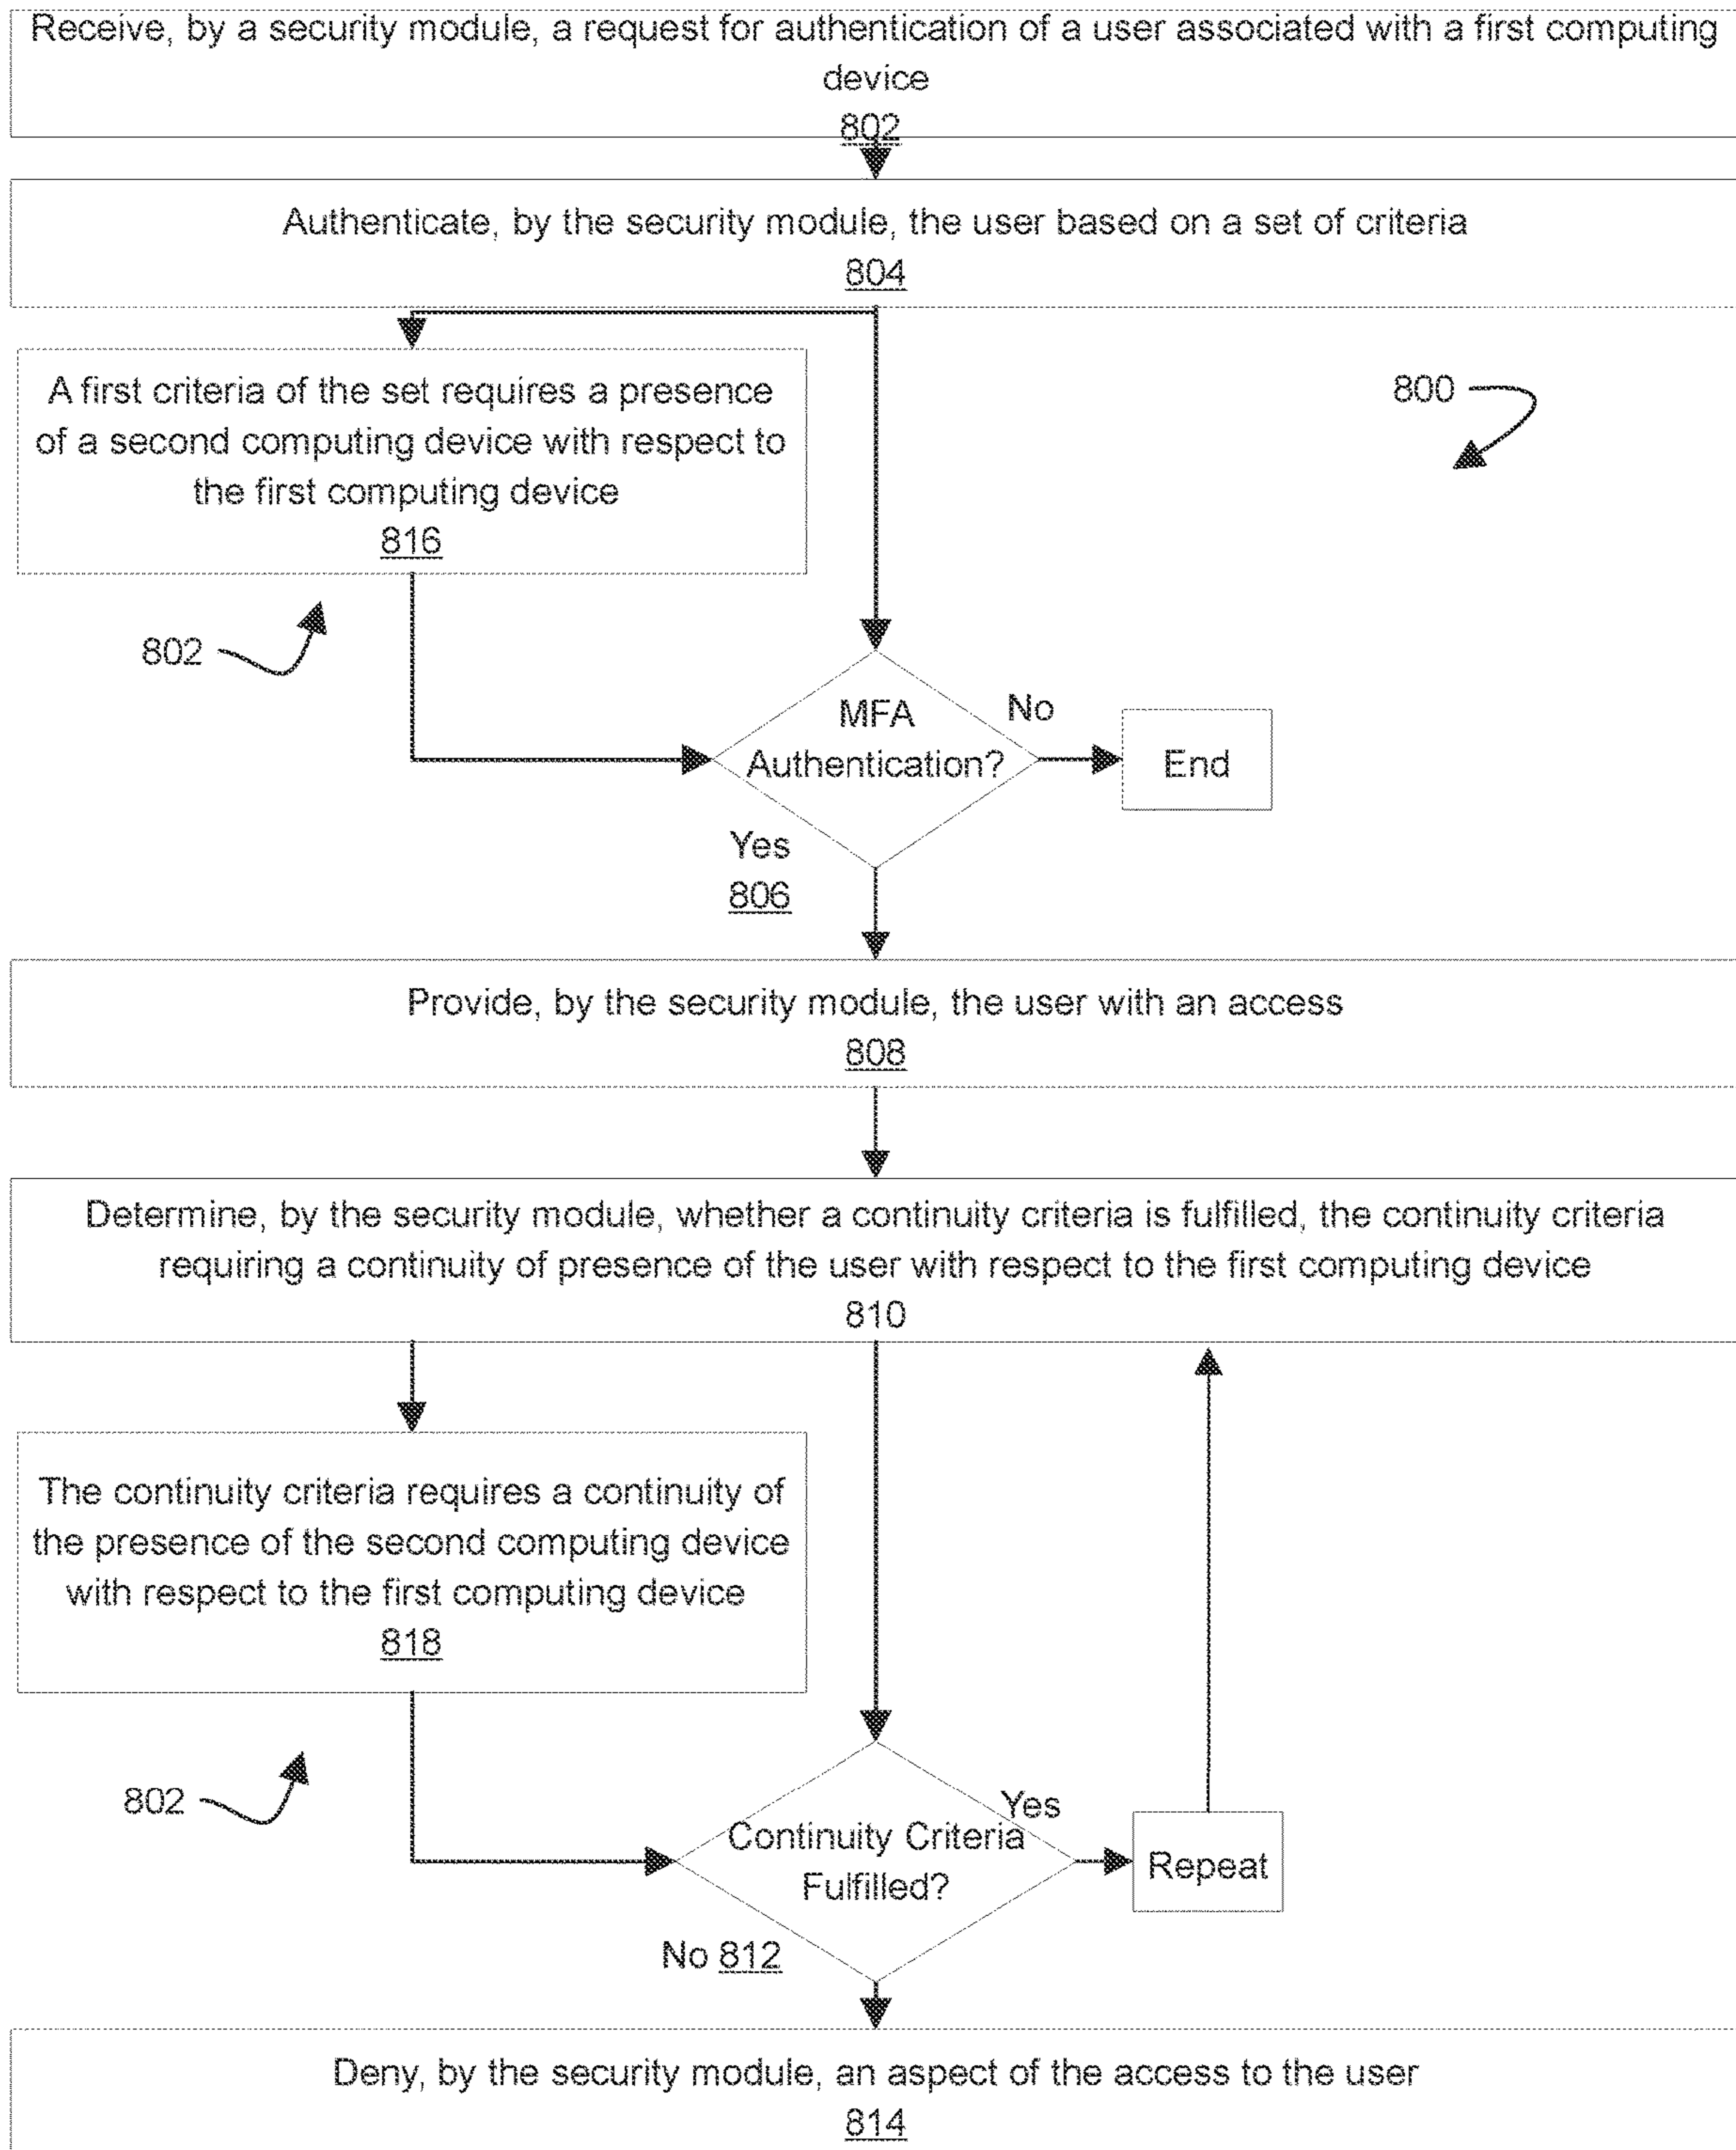 Receive, by a security module, a request for authentication of a user associated with a first computing
device
802
Authenticate, by the security module, the user based on a set of criteria
804
A first criteria of the set requires a presence
of a second computing device with respect to
the first computing device
816
800
802
MFA
Authentication?
No
End
Yes
806
Provide, by the security module, the user with an access
808
Determine, by the security module, whether a continuity criteria is fulfilled, the continuity criteria
requiring a continuity of presence of the user with respect to the first computing device
810
The continuity criteria requires a continuity of
the presence of the second computing device
with respect to the first computing device
818
802
Yes
Continuity Criteria
Fulfilled?
Repeat
No 812
Deny, by the security module, an aspect of the access to the user
814